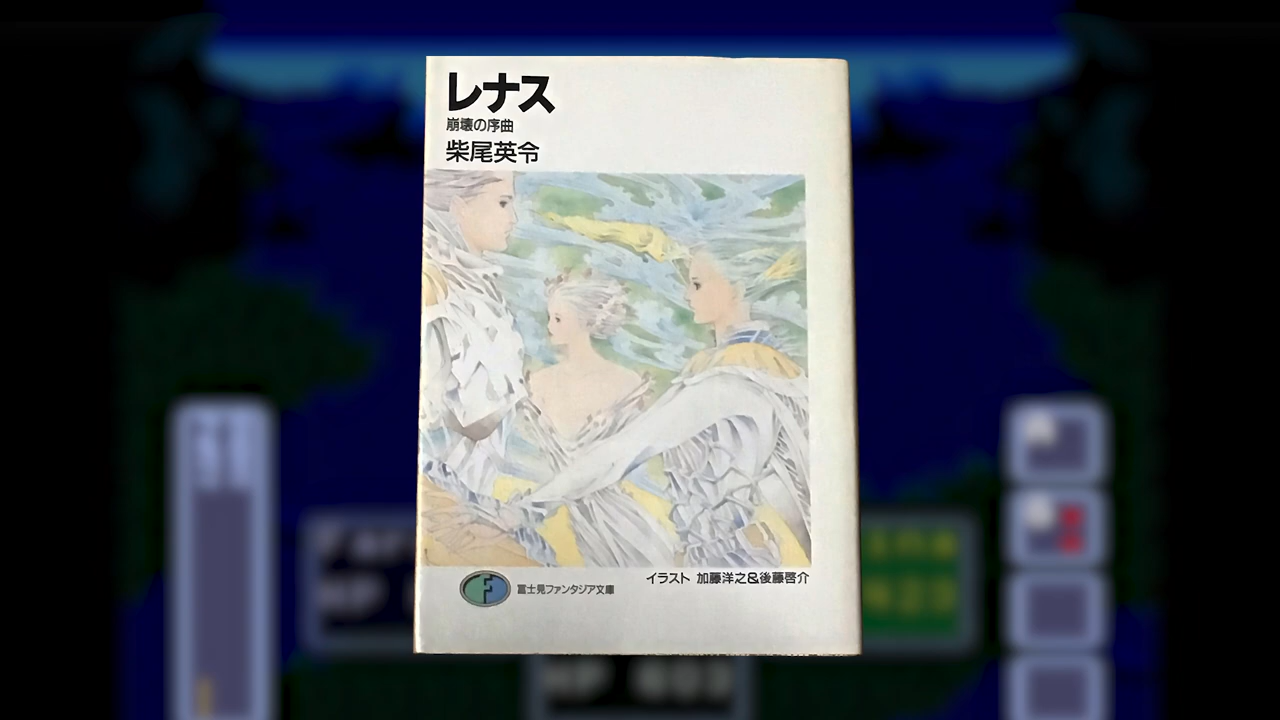 レナス
崩壊の序曲
柴尾英令
イラスト 加藤洋之&後藤啓介
富士見ファンタジア文庫